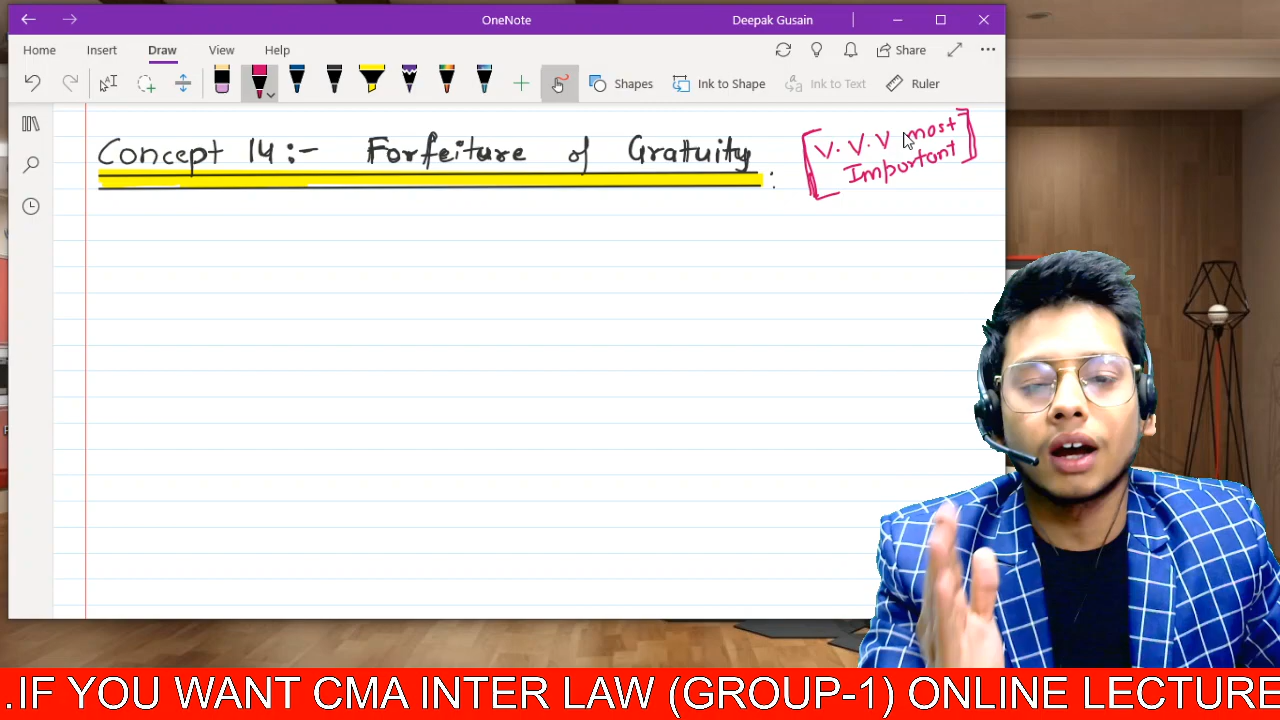 OneNote
Deepak Gusain
Home Insert Draw View Help
Share
Shapes Ink to Shape Ink to Text Ruler
Concept 14 :- Forfeiture of Gratuity :
[V. V. V most
Important]
.IF YOU WANT CMA INTER LAW (GROUP-1) ONLINE LECTURE